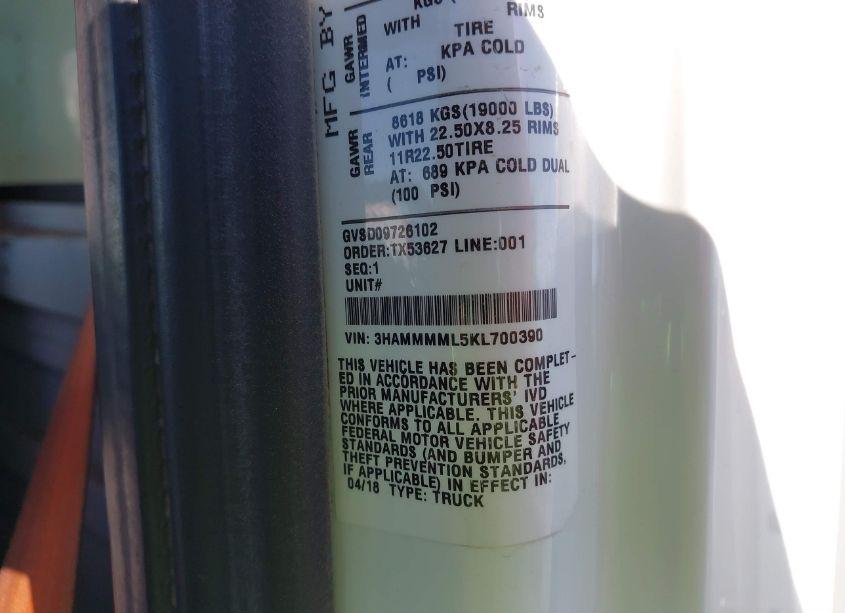 MFG BY
GAWR
INTERMED
KGS ( RIMS
WITH TIRE
AT: KPA COLD
( PSI)
GAWR
REAR
8618 KGS(19000 LBS)
WITH 22.50X8.25 RIMS
11R22.50TIRE
AT: 689 KPA COLD DUAL
(100 PSI)
GVSD09726102
ORDER:TX53627 LINE:001
SEQ:1
UNIT#
VIN: 3HAMMMML5KL700390
THIS VEHICLE HAS BEEN COMPLET-
ED IN ACCORDANCE WITH THE
PRIOR MANUFACTURERS' IVD
WHERE APPLICABLE. THIS VEHICLE
CONFORMS TO ALL APPLICABLE
FEDERAL MOTOR VEHICLE SAFETY
STANDARDS (AND BUMPER AND
THEFT PREVENTION STANDARDS,
IF APPLICABLE) IN EFFECT IN:
04/18 TYPE: TRUCK